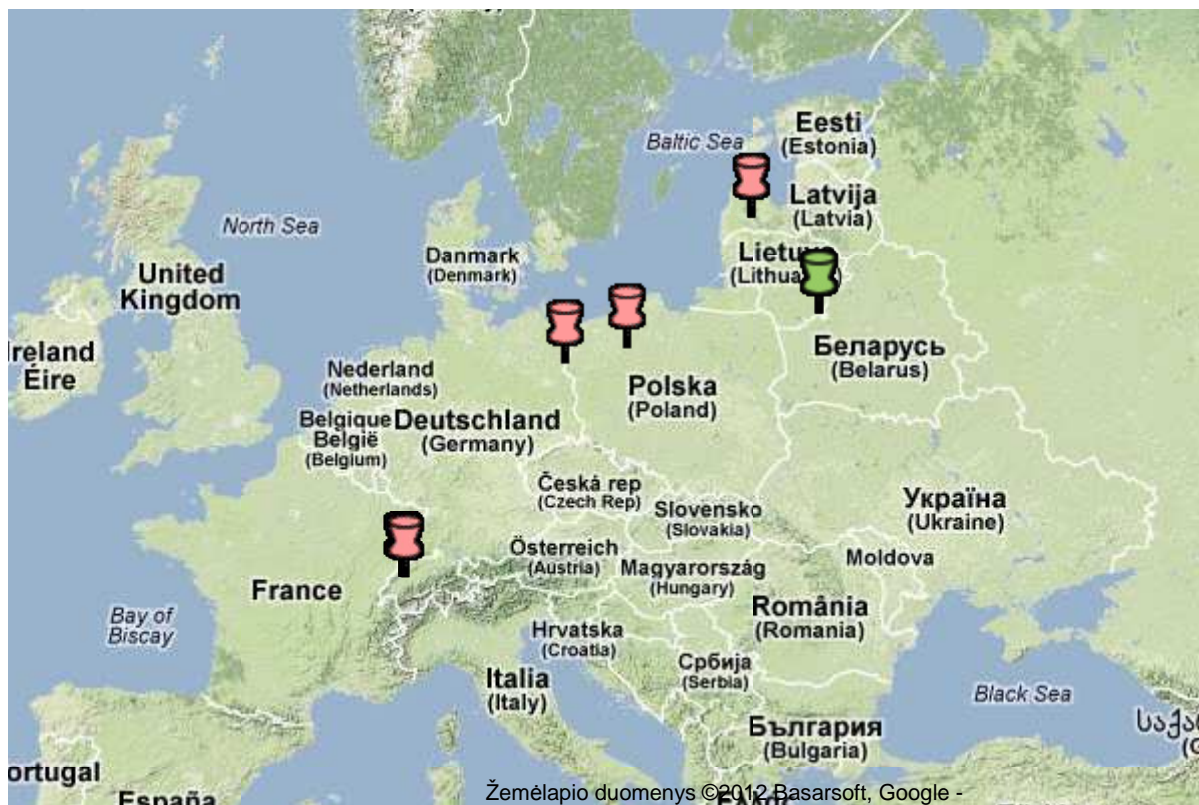 Eesti
(Estonia)
Baltic Sea
Latvija
(Latvia)
North Sea
Danmark
(Denmark)
United
Kingdom
Ireland
Éire
Беларусь
(Belarus)
Nederland
(Netherlands)
Polska
(Poland)
Belgique
België
(Belgium)
Deutschland
(Germany)
Česká rep
(Czech Rep)
Україна
(Ukraine)
Slovensko
(Slovakia)
Österreich
(Austria)
Magyarország
(Hungary)
Moldova
France
România
(Romania)
Bay of
Biscay
Hrvatska
(Croatia)
Србија
(Serbia)
Italia
(Italy)
Black Sea
България
(Bulgaria)
ortugal
España
Žemėlapio duomenys ©2012 Basarsoft, Google -